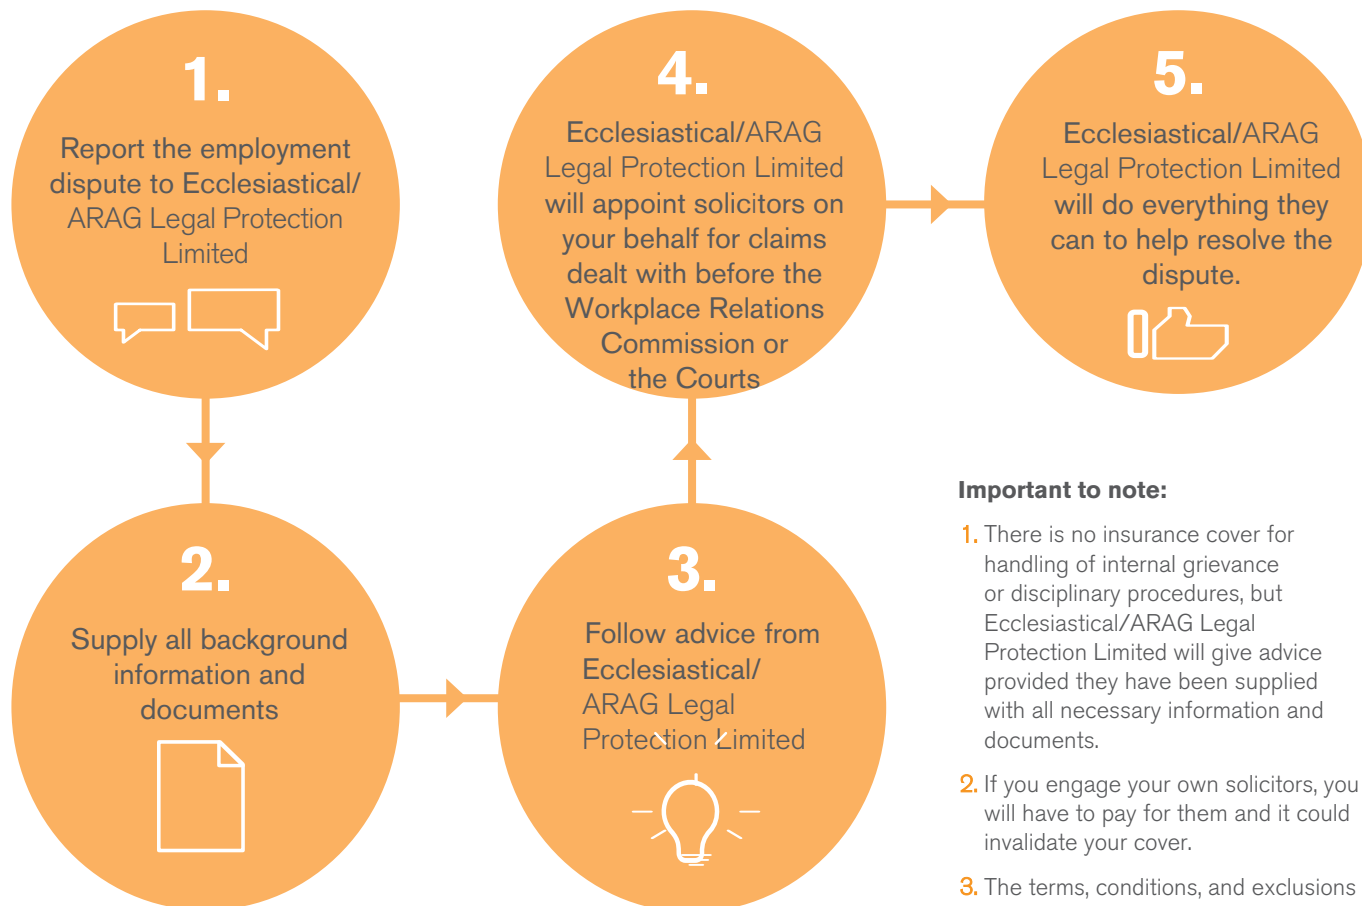 1.
Report the employment
dispute to Ecclesiastical/
ARAG Legal Protection
Limited
2.
Supply all background
information and
documents
3.
Follow advice from
Ecclesiastical/
ARAG Legal
Protection Limited
4.
Ecclesiastical/ARAG
Legal Protection Limited
will appoint solicitors on
your behalf for claims
dealt with before the
Workplace Relations
Commission or
the Courts
5.
Ecclesiastical/ARAG
Legal Protection Limited
will do everything they
can to help resolve the
dispute.
Important to note:
1. There is no insurance cover for
handling of internal grievance
or disciplinary procedures, but
Ecclesiastical/ARAG Legal
Protection Limited will give advice
provided they have been supplied
with all necessary information and
documents.
2. If you engage your own solicitors, you
will have to pay for them and it could
invalidate your cover.
3. The terms, conditions, and exclusions